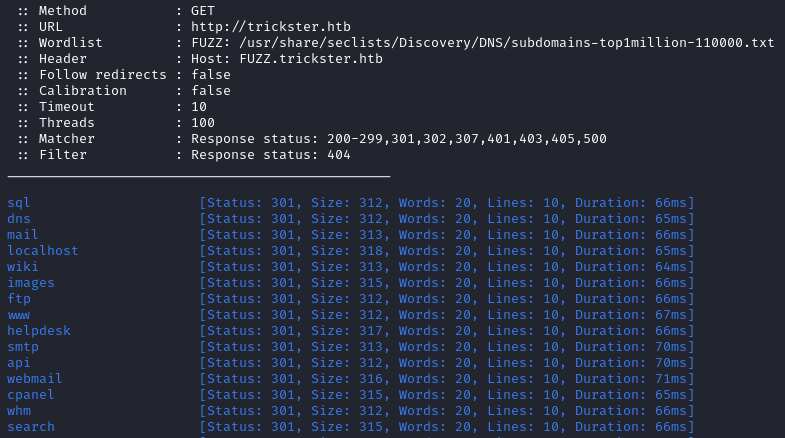 :: Method : GET
:: URL : http://trickster.htb
:: Wordlist : FUZZ: /usr/share/seclists/Discovery/DNS/subdomains-top1million-110000.txt
:: Header : Host: FUZZ.trickster.htb
:: Follow redirects : false
:: Calibration : false
:: Timeout : 10
:: Threads : 100
:: Matcher : Response status: 200-299,301,302,307,401,403,405,500
:: Filter : Response status: 404
________________________________________________
sql [Status: 301, Size: 312, Words: 20, Lines: 10, Duration: 66ms]
dns [Status: 301, Size: 312, Words: 20, Lines: 10, Duration: 65ms]
mail [Status: 301, Size: 313, Words: 20, Lines: 10, Duration: 66ms]
localhost [Status: 301, Size: 318, Words: 20, Lines: 10, Duration: 65ms]
wiki [Status: 301, Size: 313, Words: 20, Lines: 10, Duration: 64ms]
images [Status: 301, Size: 315, Words: 20, Lines: 10, Duration: 66ms]
ftp [Status: 301, Size: 312, Words: 20, Lines: 10, Duration: 66ms]
www [Status: 301, Size: 312, Words: 20, Lines: 10, Duration: 67ms]
helpdesk [Status: 301, Size: 317, Words: 20, Lines: 10, Duration: 66ms]
smtp [Status: 301, Size: 313, Words: 20, Lines: 10, Duration: 70ms]
api [Status: 301, Size: 312, Words: 20, Lines: 10, Duration: 70ms]
webmail [Status: 301, Size: 316, Words: 20, Lines: 10, Duration: 71ms]
cpanel [Status: 301, Size: 315, Words: 20, Lines: 10, Duration: 65ms]
whm [Status: 301, Size: 312, Words: 20, Lines: 10, Duration: 66ms]
search [Status: 301, Size: 315, Words: 20, Lines: 10, Duration: 66ms]